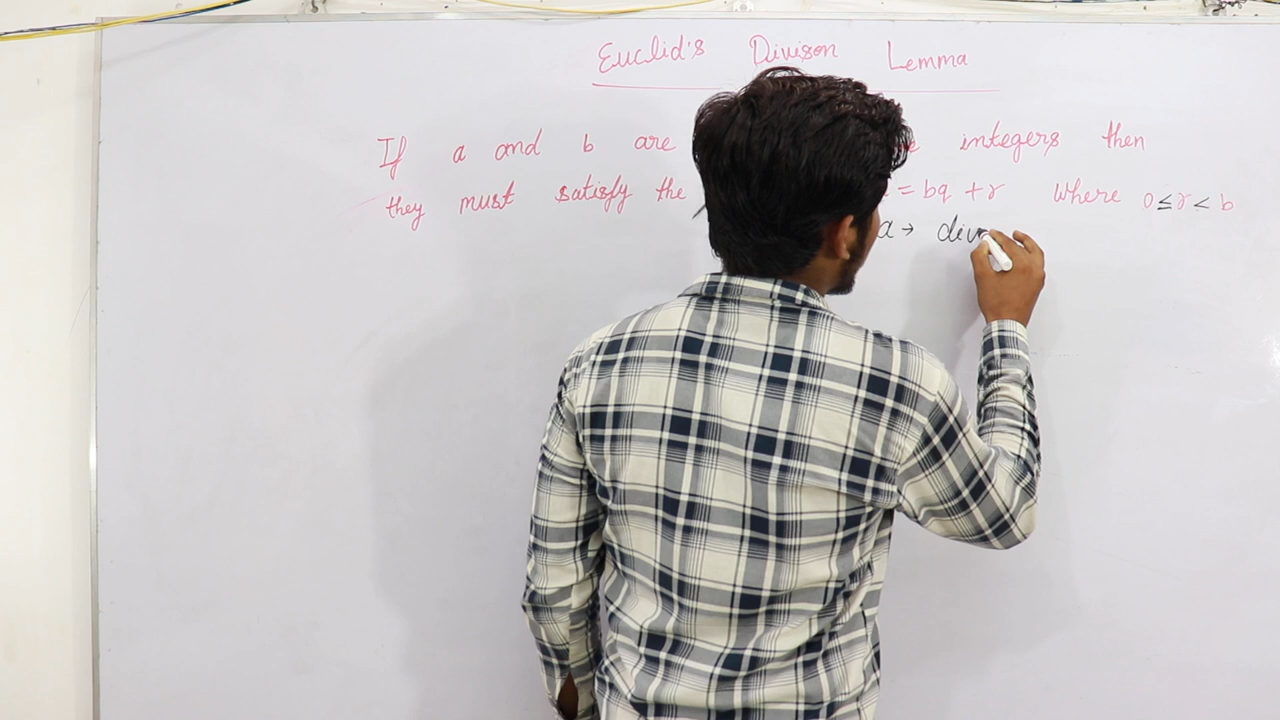 Euclid's Divison Lemma
If a and b are integers then
they must satisfy the = bq + r Where 0 ≤ r < b
a → div